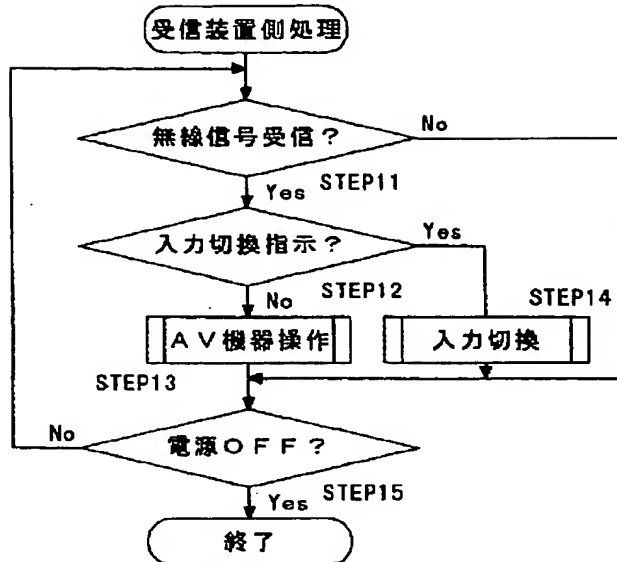 受信装置側処理
無線信号受信？
No
Yes
STEP11
入力切換指示？
Yes
No
STEP12
STEP14
ＡＶ機器操作
入力切換
STEP13
No
電源ＯＦＦ？
Yes
STEP15
終了